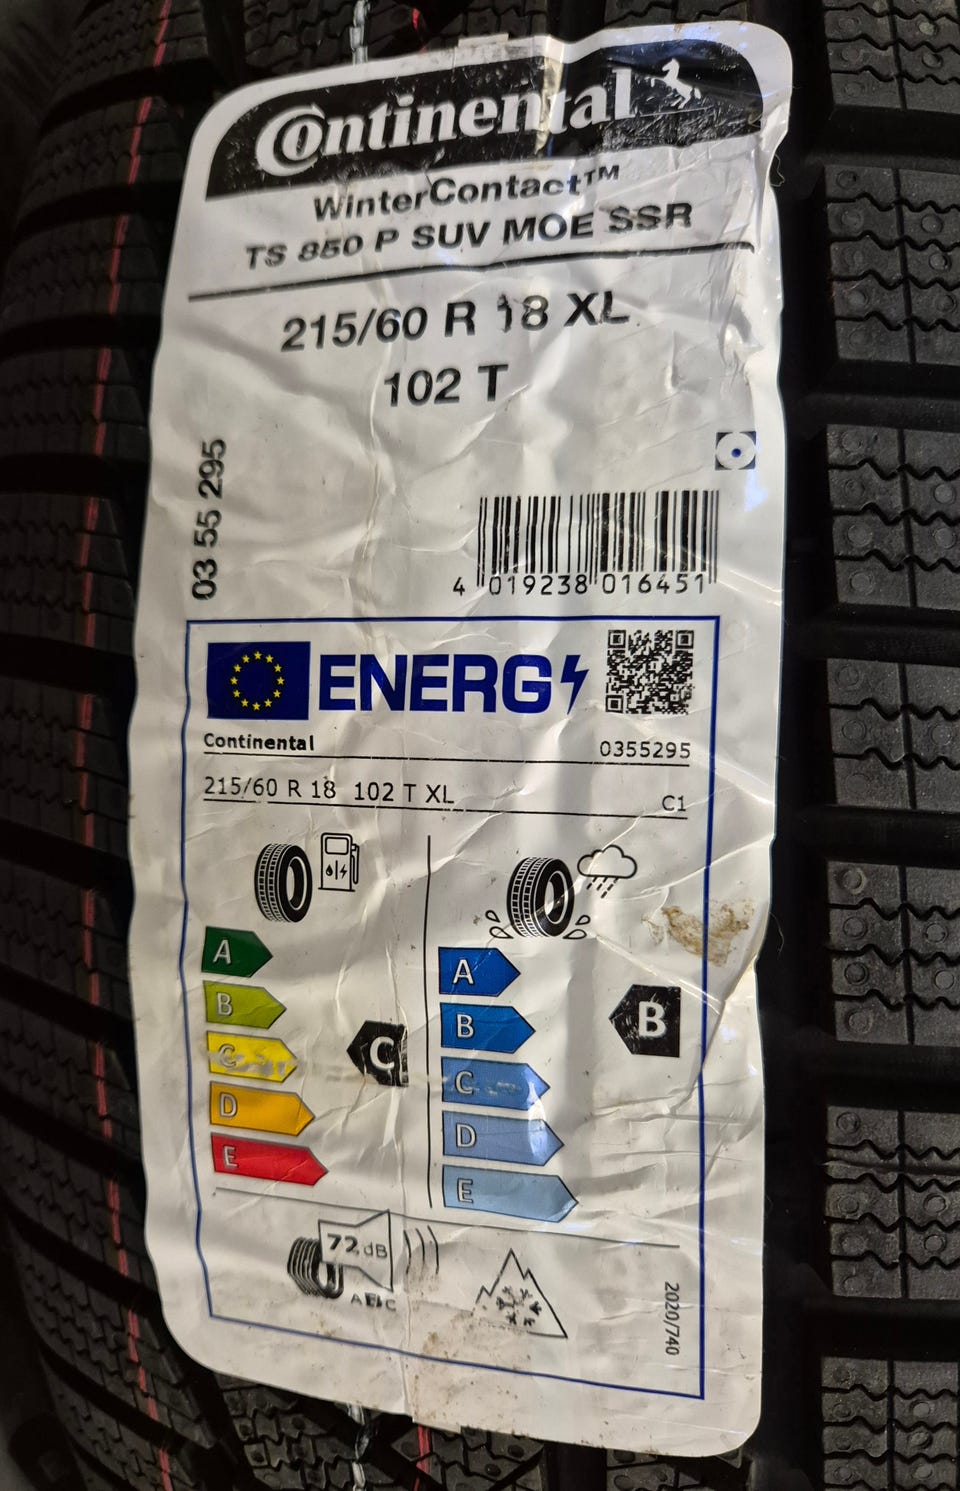 Continental
WinterContact™
TS 850 P SUV MOE SSR
215/60 R 18 XL
102 T
03 55 295
4 019238 016451
ENERG
Continental 0355295
215/60 R 18 102 T XL C1
A
B
C
D
E
C
A
B
C
D
E
B
72 dB
ABC
2020/740